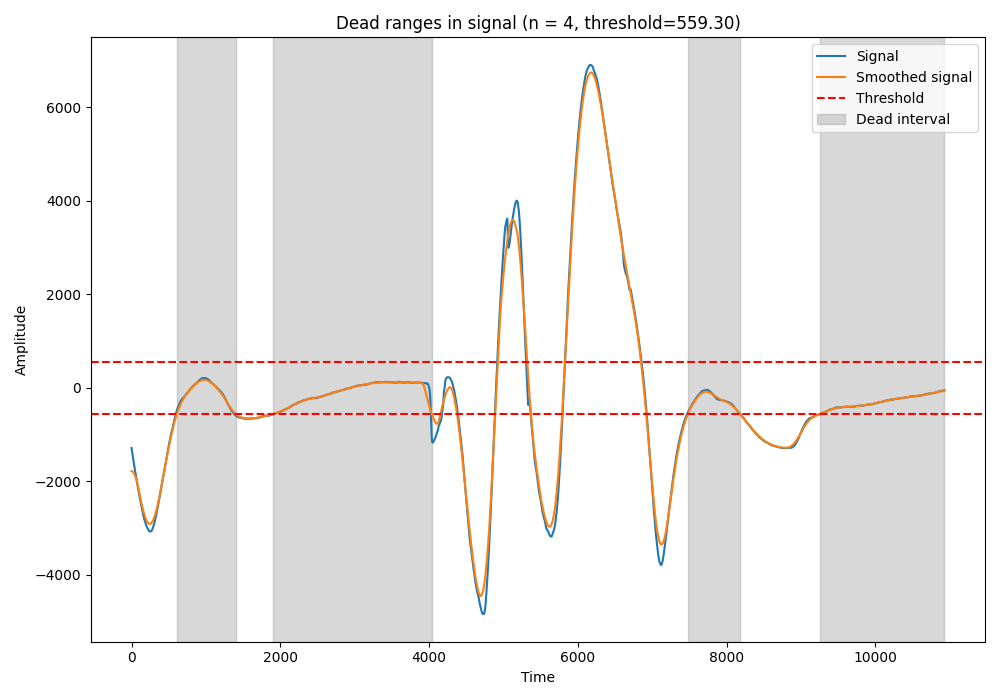 Dead ranges in signal (n = 4, threshold=559.30)
Signal
Smoothed signal
Threshold
Dead interval
Amplitude
6000
4000
2000
0
−2000
−4000
0 2000 4000 6000 8000 10000
Time